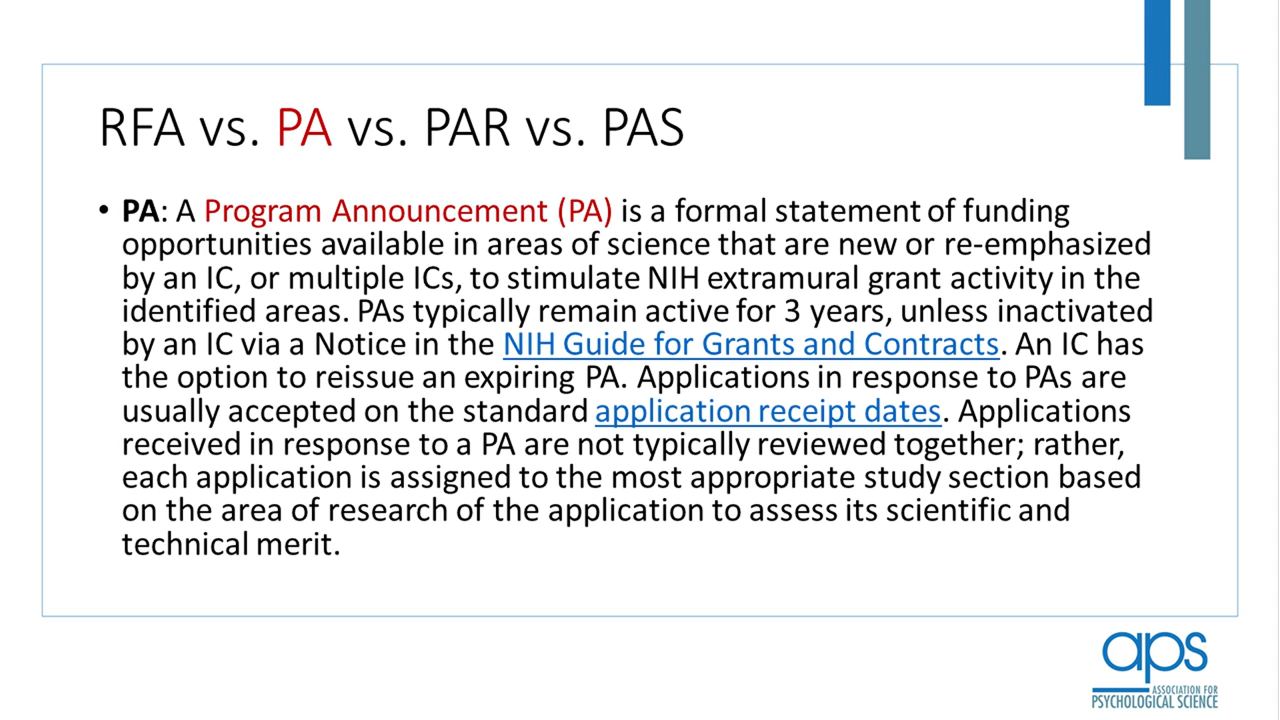 RFA vs. PA vs. PAR vs. PAS
• PA: A Program Announcement (PA) is a formal statement of funding
opportunities available in areas of science that are new or re-emphasized
by an IC, or multiple ICs, to stimulate NIH extramural grant activity in the
identified areas. PAs typically remain active for 3 years, unless inactivated
by an IC via a Notice in the NIH Guide for Grants and Contracts. An IC has
the option to reissue an expiring PA. Applications in response to PAs are
usually accepted on the standard application receipt dates. Applications
received in response to a PA are not typically reviewed together; rather,
each application is assigned to the most appropriate study section based
on the area of research of the application to assess its scientific and
technical merit.
aps
ASSOCIATION FOR
PSYCHOLOGICAL SCIENCE